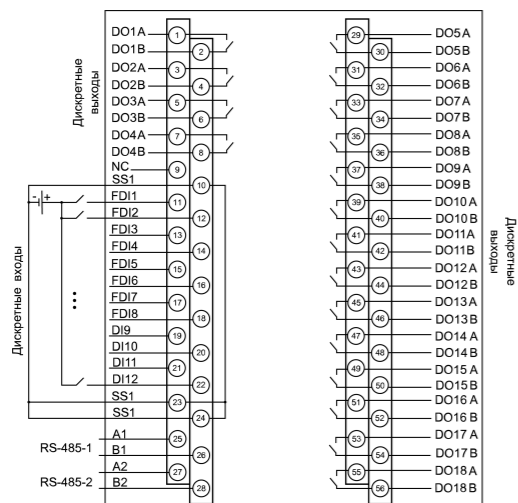 DO1A 1
DO1B 2
DO2A 3
DO2B 4
DO3A 5
DO3B 6
DO4A 7
DO4B 8
NC 9
SS1 10
FDI1 11
FDI2 12
FDI3 13
FDI4 14
FDI5 15
FDI6 16
FDI7 17
FDI8 18
DI9 19
DI10 20
DI11 21
DI12 22
SS1 23
SS1 24
A1 25
B1 26
A2 27
B2 28
Дискретные
выходы
Дискретные входы
- +
RS-485-1
RS-485-2
29 DO5A
30 DO5B
31 DO6A
32 DO6B
33 DO7A
34 DO7B
35 DO8A
36 DO8B
37 DO9A
38 DO9B
39 DO10A
40 DO10B
41 DO11A
42 DO11B
43 DO12A
44 DO12B
45 DO13A
46 DO13B
47 DO14A
48 DO14B
49 DO15A
50 DO15B
51 DO16A
52 DO16B
53 DO17A
54 DO17B
55 DO18A
56 DO18B
Дискретные
выходы